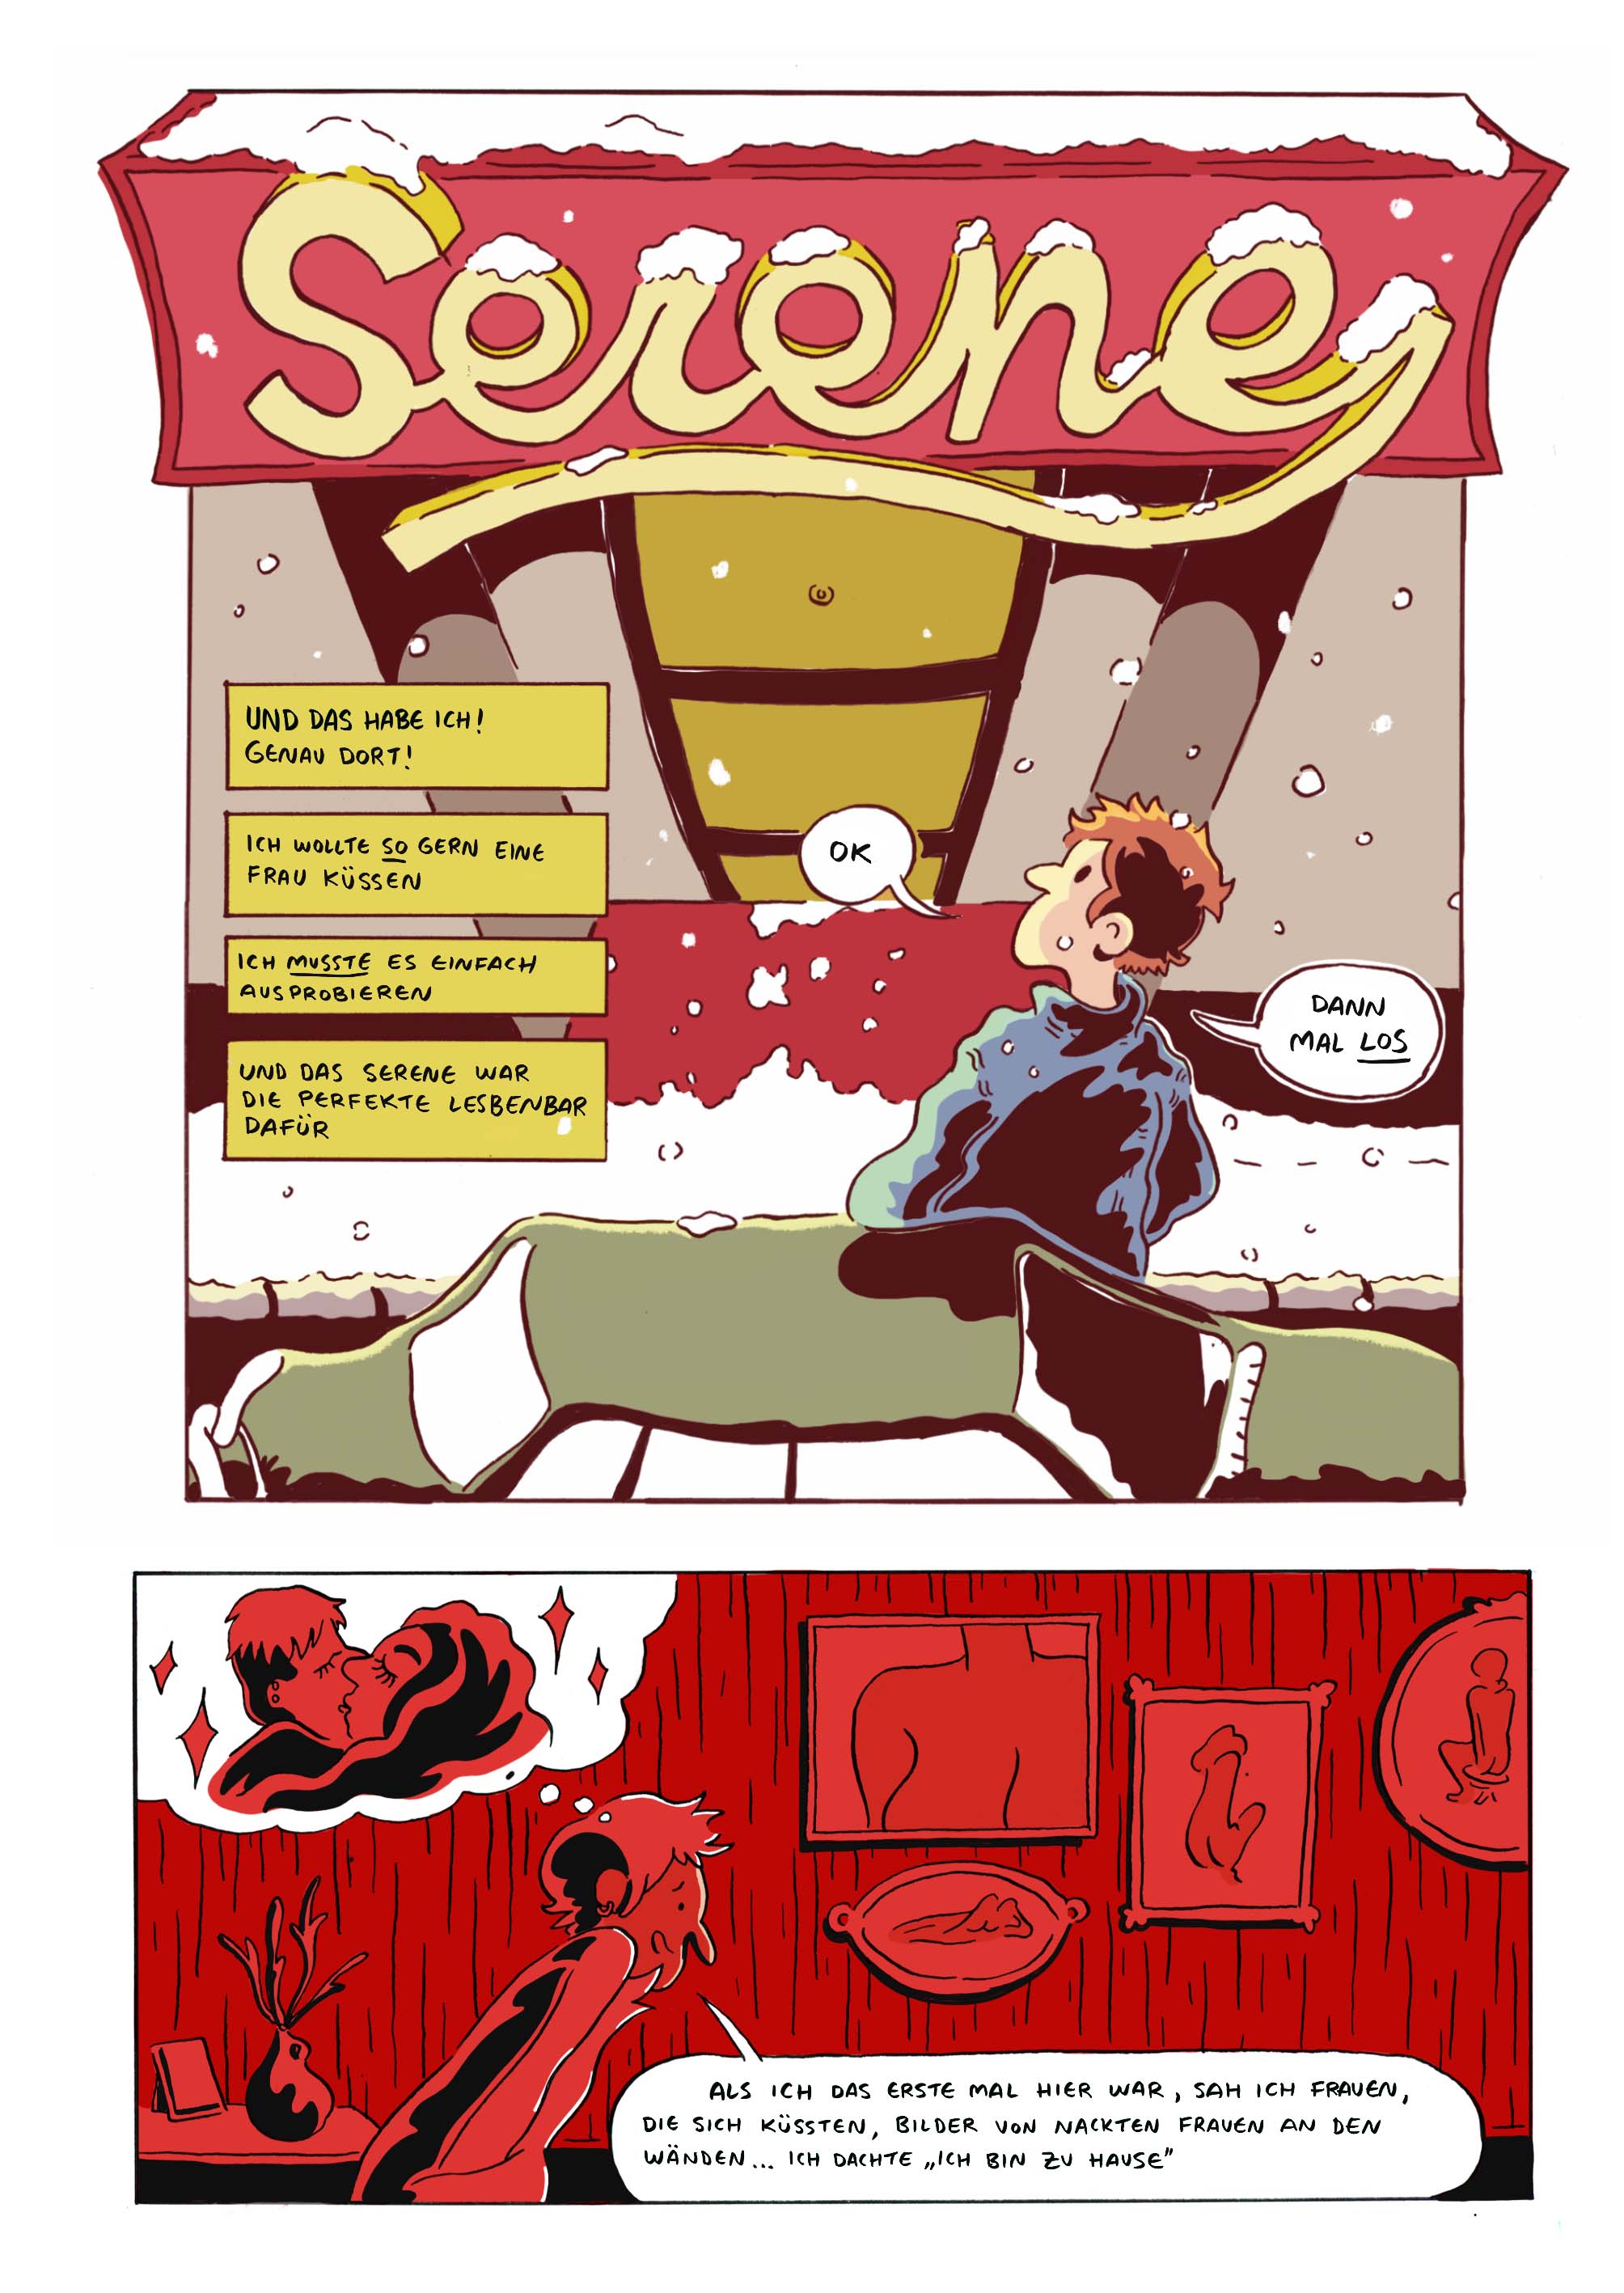 Serene
UND DAS HABE ICH!
GENAU DORT!
ICH WOLLTE SO GERN EINE
FRAU KÜSSEN
ICH MUSSTE ES EINFACH
AUSPROBIEREN
UND DAS SERENE WAR
DIE PERFEKTE LESBENBAR
DAFÜR
OK
DANN
MAL LOS
ALS ICH DAS ERSTE MAL HIER WAR, SAH ICH FRAUEN,
DIE SICH KÜSSTEN, BILDER VON NACKTEN FRAUEN AN DEN
WÄNDEN... ICH DACHTE „ICH BIN ZU HAUSE"